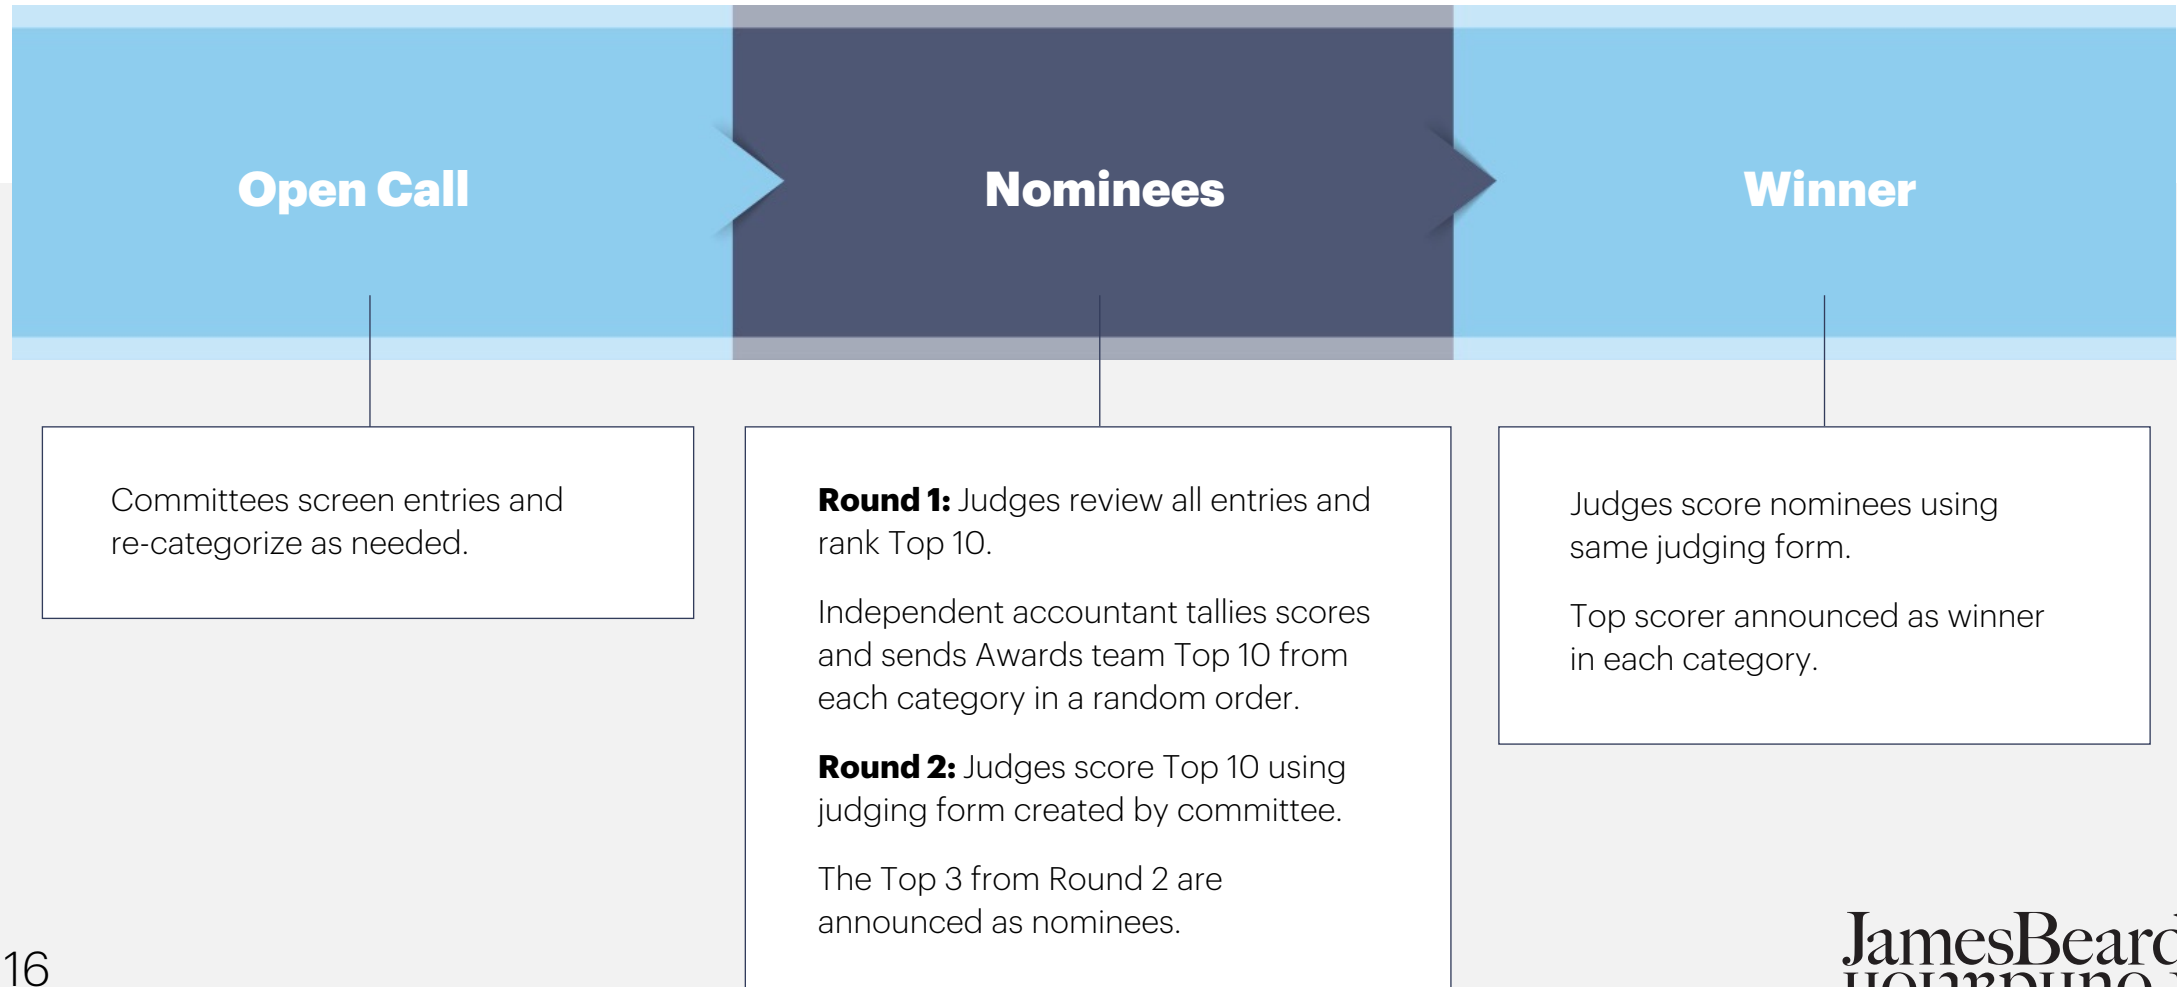 Open Call
Nominees
Winner
Committees screen entries and
re-categorize as needed.
Round 1: Judges review all entries and
rank Top 10.
Independent accountant tallies scores
and sends Awards team Top 10 from
each category in a random order.
Round 2: Judges score Top 10 using
judging form created by committee.
The Top 3 from Round 2 are
announced as nominees.
Judges score nominees using
same judging form.
Top scorer announced as winner
in each category.
16
JamesBeard